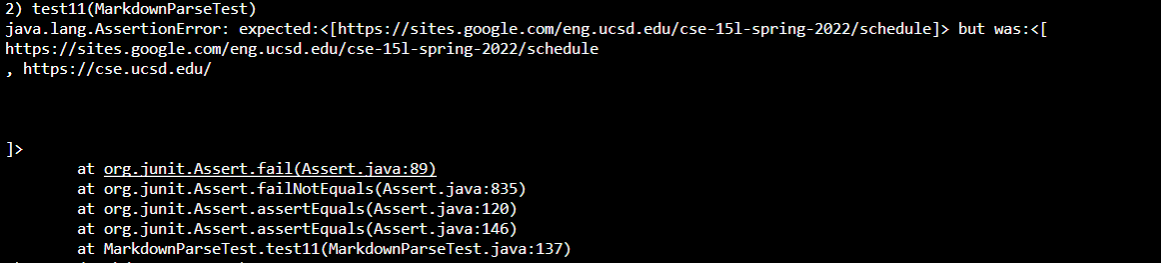 2) test11(MarkdownParseTest)
java.lang.AssertionError: expected:<[https://sites.google.com/eng.ucsd.edu/cse-15l-spring-2022/schedule]> but was:<[
https://sites.google.com/eng.ucsd.edu/cse-15l-spring-2022/schedule
, https://cse.ucsd.edu/
]>
at org.junit.Assert.fail(Assert.java:89)
at org.junit.Assert.failNotEquals(Assert.java:835)
at org.junit.Assert.assertEquals(Assert.java:120)
at org.junit.Assert.assertEquals(Assert.java:146)
at MarkdownParseTest.test11(MarkdownParseTest.java:137)